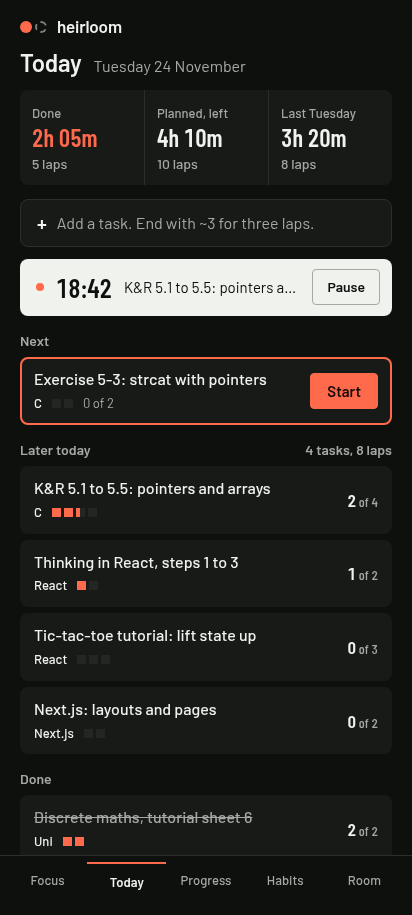 heirloom
Today Tuesday 24 November
Done Planned, left Last Tuesday
2h 05m 4h 10m 3h 20m
5 laps 10 laps 8 laps
+ Add a task. End with ~3 for three laps.
18:42 K&R 5.1 to 5.5: pointers a... Pause
Next
Exercise 5-3: strcat with pointers
C 0 of 2
Start
Later today 4 tasks, 8 laps
K&R 5.1 to 5.5: pointers and arrays
C
2 of 4
Thinking in React, steps 1 to 3
React
1 of 2
Tic-tac-toe tutorial: lift state up
React
0 of 3
Next.js: layouts and pages
Next.js
0 of 2
Done
Discrete maths, tutorial sheet 6
Uni
2 of 2
Focus Today Progress Habits Room